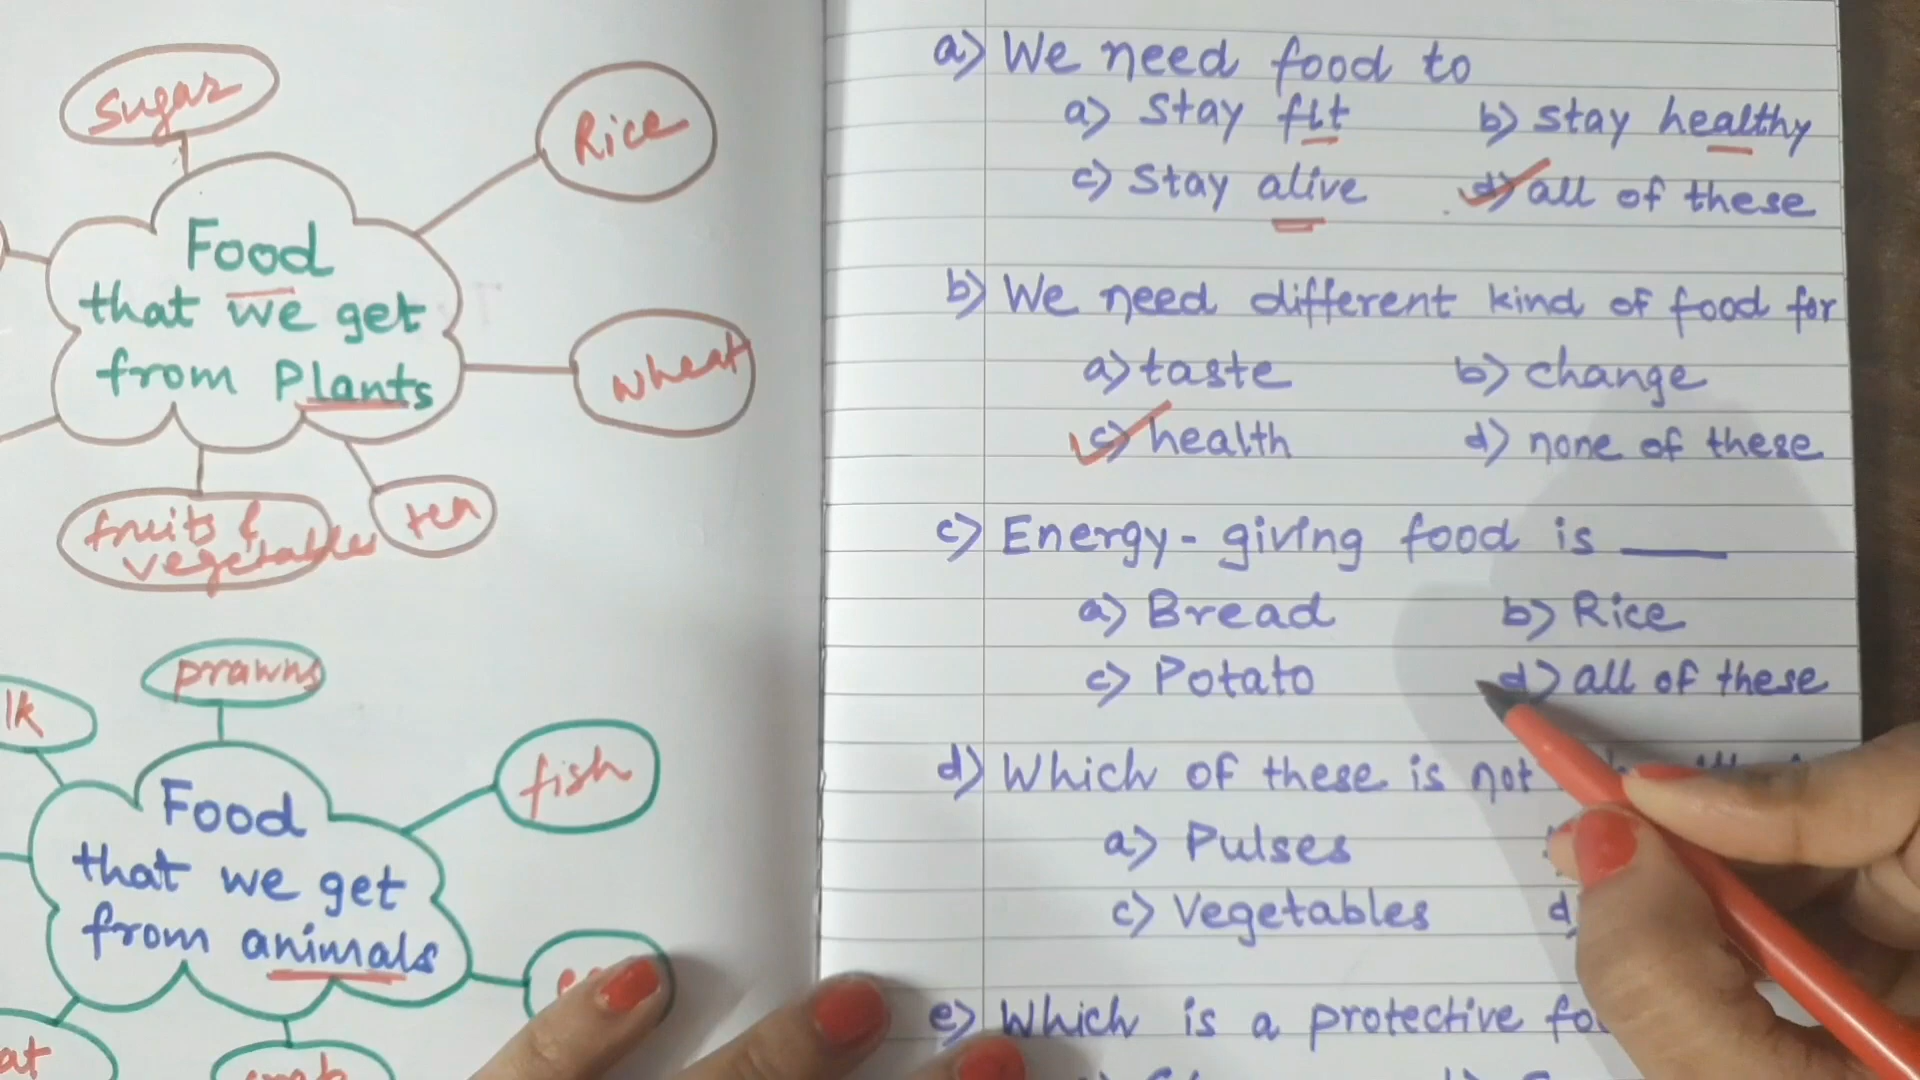 sugar
Rice
Food
that we get
from Plants
wheat
fruits &
vegetables
tea
prawns
lk
fish
Food
that we get
from animals
at
a) We need food to
a) Stay fit b) stay healthy
c) Stay alive d) all of these
b) We need different kind of food for
a) taste b) change
c) health d) none of these
c) Energy-giving food is ____
a) Bread b) Rice
c) Potato d) all of these
d) Which of these is not
a) Pulses
c) Vegetables d)
e) Which is a protective